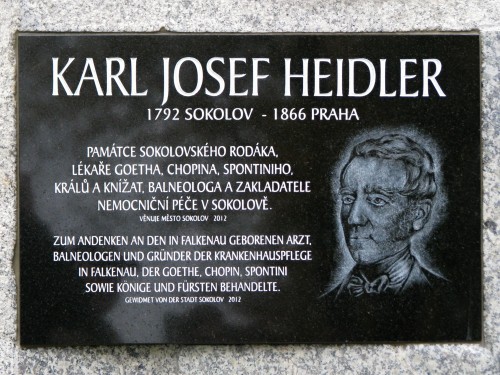 KARL JOSEF HEIDLER
1792 SOKOLOV - 1866 PRAHA
PAMÁTCE SOKOLOVSKÉHO RODÁKA,
LÉKAŘE GOETHA, CHOPINA, SPONTINIHO,
KRÁLŮ A KNÍŽAT, BALNEOLOGA A ZAKLADATELE
NEMOCNIČNÍ PÉČE V SOKOLOVĚ.
VĚNUJE MĚSTO SOKOLOV 2012
ZUM ANDENKEN AN DEN IN FALKENAU GEBORENEN ARZT,
BALNEOLOGEN UND GRÜNDER DER KRANKENHAUSPFLEGE
IN FALKENAU, DER GOETHE, CHOPIN, SPONTINI
SOWIE KÖNIGE UND FÜRSTEN BEHANDELTE.
GEWIDMET VON DER STADT SOKOLOV 2012